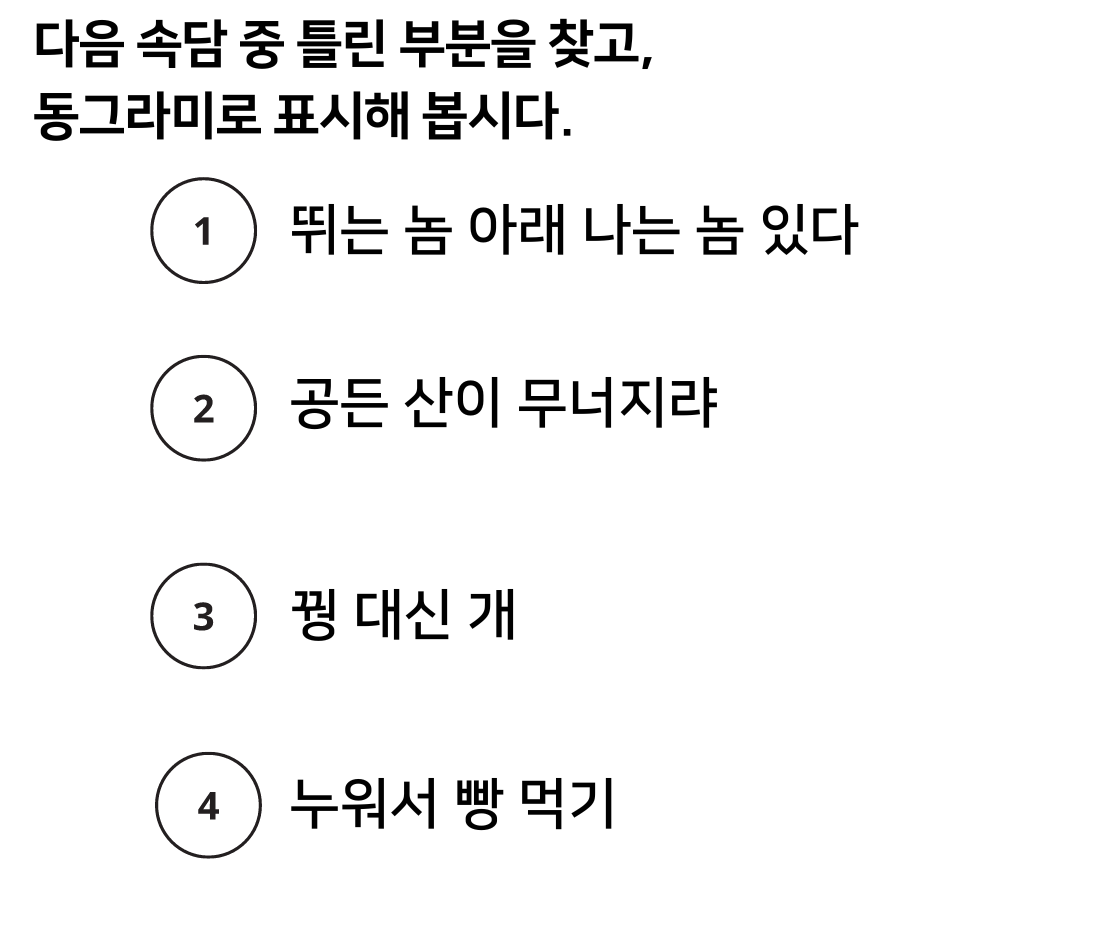 다음 속담 중 틀린 부분을 찾고,
동그라미로 표시해 봅시다.
1 뛰는 놈 아래 나는 놈 있다
2 공든 산이 무너지랴
3 꿩 대신 개
4 누워서 빵 먹기